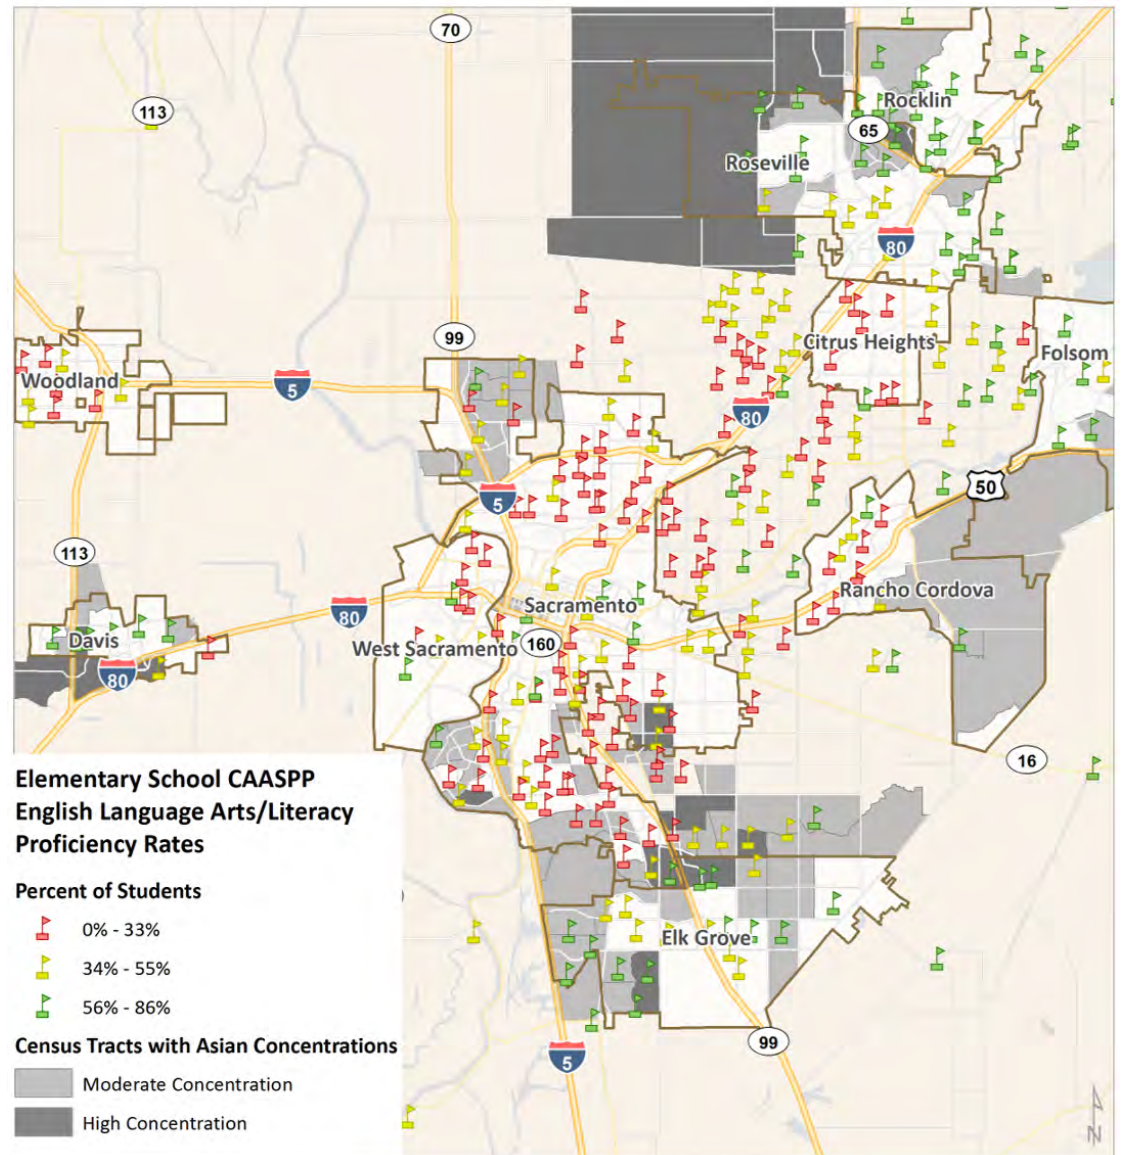 70
113
Rocklin
65
Roseville
80
99
Citrus Heights
Folsom
Woodland
5
80
5
50
113
Rancho Cordova
Sacramento
80
Davis
West Sacramento
160
80
16
Elementary School CAASPP
English Language Arts/Literacy
Proficiency Rates
Percent of Students
0% - 33%
34% - 55%
56% - 86%
Elk Grove
Census Tracts with Asian Concentrations
Moderate Concentration
High Concentration
99
5
N